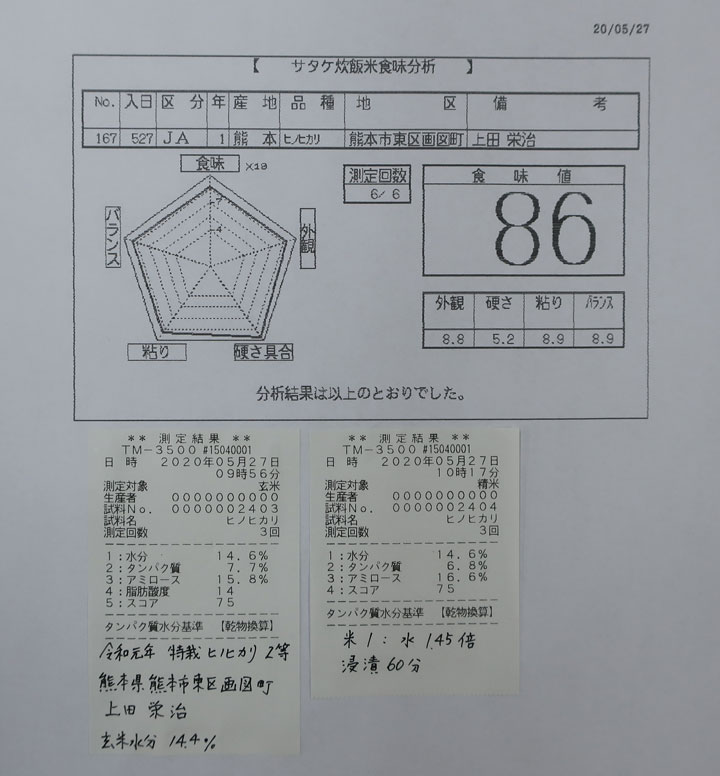 20/05/27
【 サタケ炊飯米食味分析 】
No. 入日 区分 年 産地 品種 地区 備考
167 527 JA 1 熊本 ヒノヒカリ 熊本市東区画図町 上田 栄治
食味 ×10
7
4
外観
硬さ具合
粘り
バランス
測定回数
6/ 6
食味値
86
外観 硬さ 粘り バランス
8.8 5.2 8.9 8.9
分析結果は以上のとおりでした。
** 測定結果 **
TM-3500 #15040001
日時 2020年05月27日
09時56分
測定対象 玄米
生産者 00000000000
試料No. 0000002403
試料名 ヒノヒカリ
測定回数 3回
1:水分 14.6%
2:タンパク質 7.7%
3:アミロース 15.8%
4:脂肪酸度 14
5:スコア 75
タンパク質水分基準 【乾物換算】
令和元年 特栽ヒノヒカリ 2等
熊本県熊本市東区画図町
上田 栄治
玄米水分 14.4%
** 測定結果 **
TM-3500 #15040001
日時 2020年05月27日
10時17分
測定対象 精米
生産者 00000000000
試料No. 0000002404
試料名 ヒノヒカリ
測定回数 3回
1:水分 14.6%
2:タンパク質 6.8%
3:アミロース 16.6%
4:スコア 75
タンパク質水分基準 【乾物換算】
米1:水1.45倍
浸漬60分